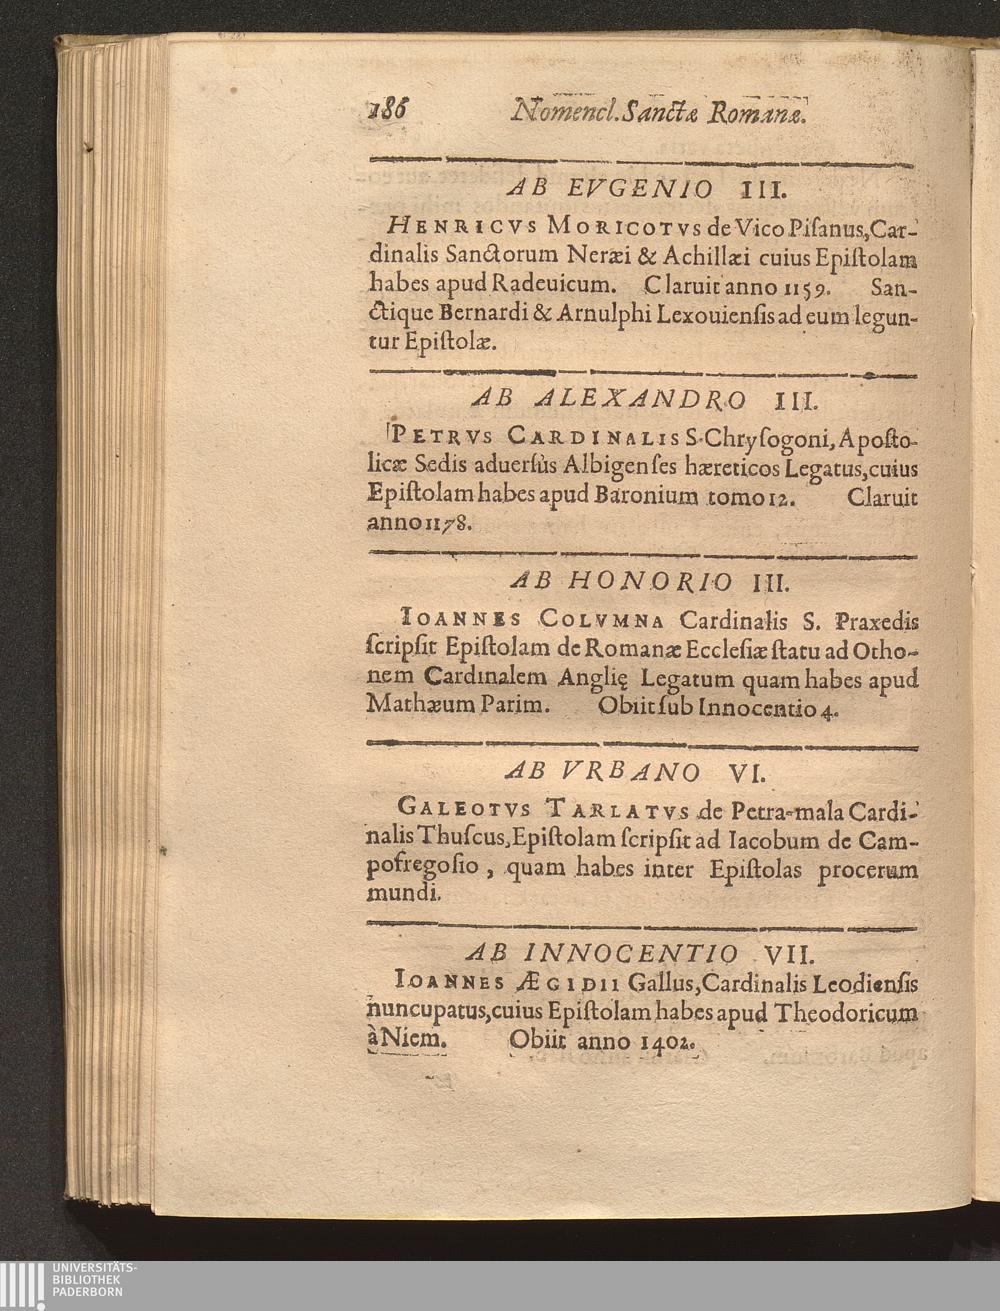 186 Nomencl. Sanctæ Romanæ.
AB EVGENIO III.
HENRICVS MORICOTVS de Vico Piſanus, Car-
dinalis Sanctorum Neræi & Achillæi cuius Epiſtolam
habes apud Radeuicum. Claruit anno 1159. San-
ctique Bernardi & Arnulphi Lexouienſis ad eum legun-
tur Epiſtolæ.
AB ALEXANDRO III.
PETRVS CARDINALIS S. Chryſogoni, Apoſto-
licæ Sedis aduerſùs Albigenſes hæreticos Legatus, cuius
Epiſtolam habes apud Baronium tomo 12. Claruit
anno 1178.
AB HONORIO III.
IOANNES COLVMNA Cardinalis S. Praxedis
ſcripſit Epiſtolam de Romanæ Eccleſiæ ſtatu ad Otho-
nem Cardinalem Anglię Legatum quam habes apud
Mathæum Parim. Obiit ſub Innocentio 4.
AB VRBANO VI.
GALEOTVS TARLATVS de Petra-mala Cardi-
nalis Thuſcus, Epiſtolam ſcripſit ad Iacobum de Cam-
pofregoſio, quam habes inter Epiſtolas procerum
mundi.
AB INNOCENTIO VII.
IOANNES ÆGIDII Gallus, Cardinalis Leodienſis
nuncupatus, cuius Epiſtolam habes apud Theodoricum
à Niem. Obiit anno 1402.
UNIVERSITÄTS-
BIBLIOTHEK
PADERBORN